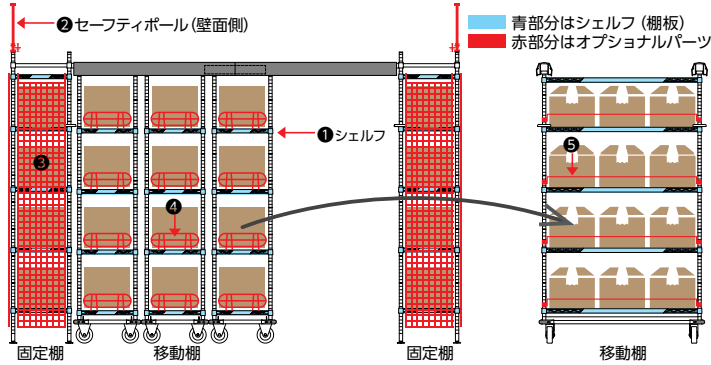 ❷セーフティポール(壁面側)
青部分はシェルフ(棚板)
赤部分はオプショナルパーツ
❶シェルフ
❸
❹
❺
固定棚
移動棚
固定棚
移動棚